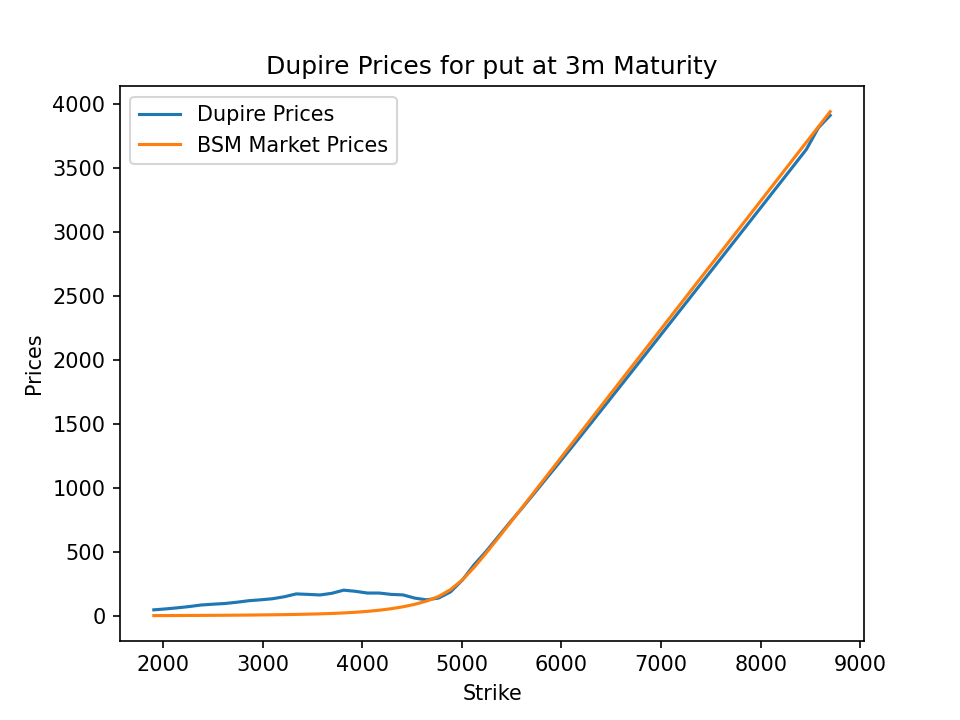 Dupire Prices for put at 3m Maturity
Dupire Prices
BSM Market Prices
4000
3500
3000
2500
2000
1500
1000
500
0
Prices
2000 3000 4000 5000 6000 7000 8000 9000
Strike